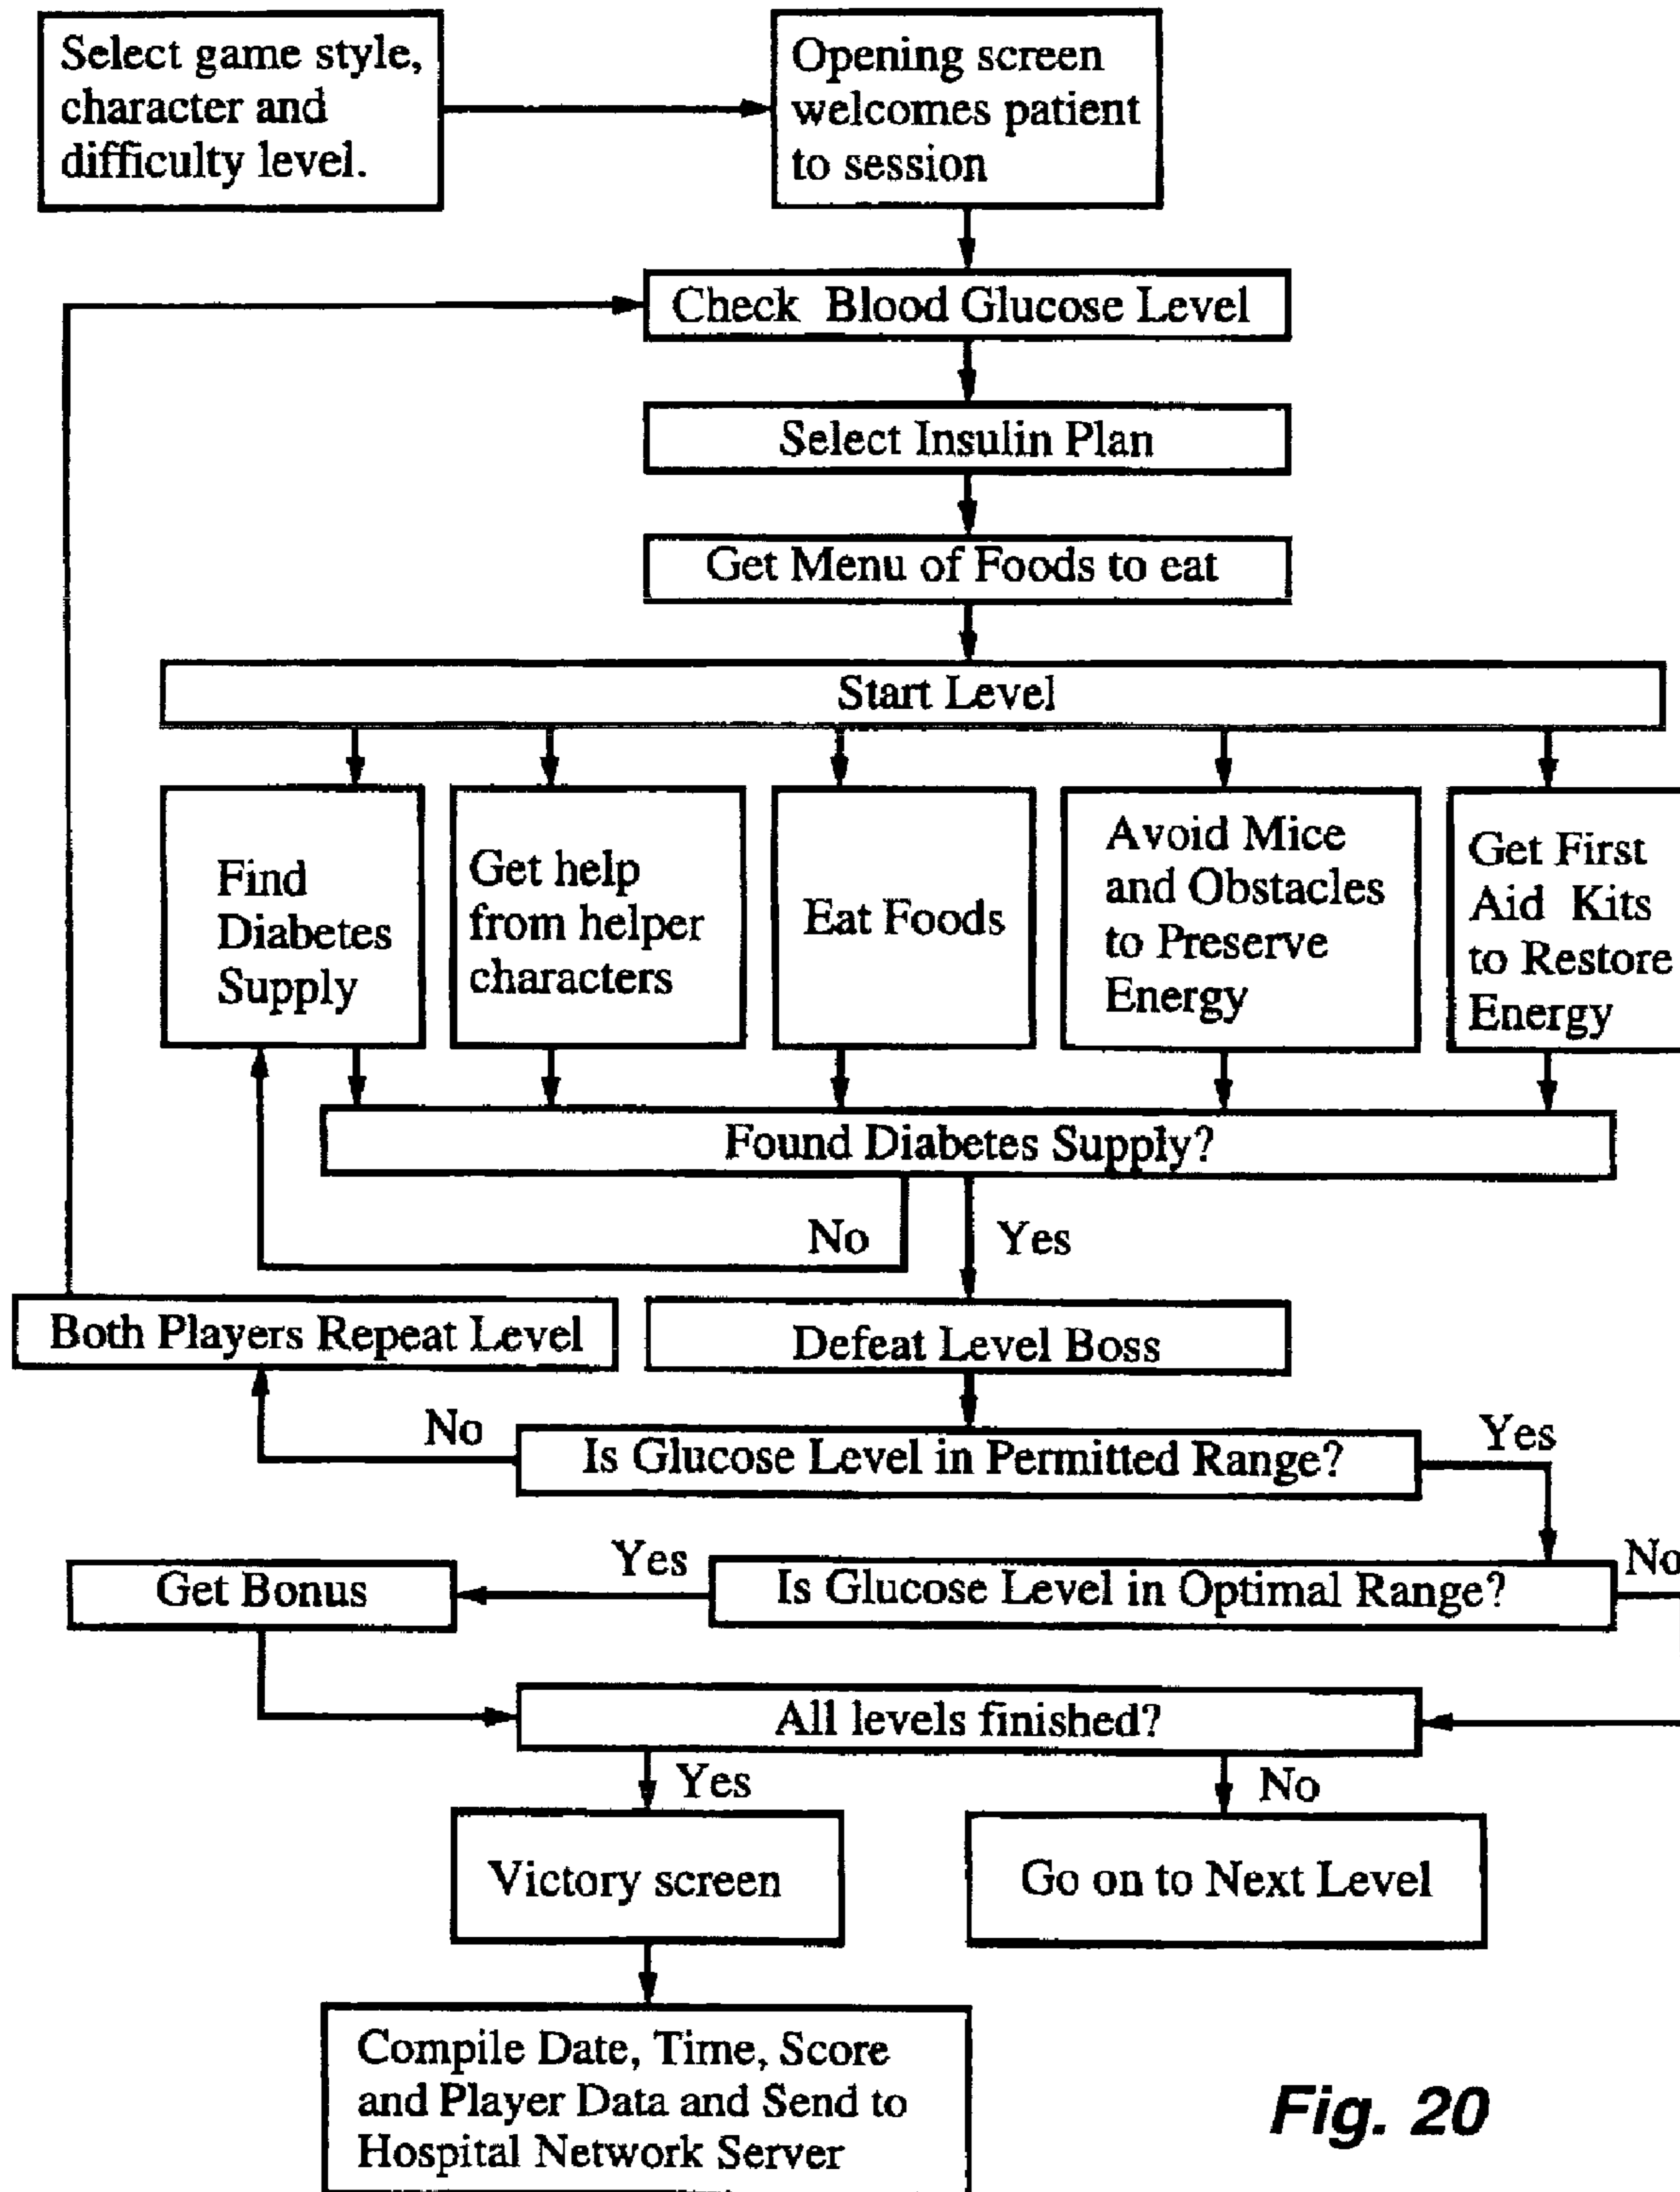 Select game style,
character and
difficulty level.
Opening screen
welcomes patient
to session
Check Blood Glucose Level
Select Insulin Plan
Get Menu of Foods to eat
Start Level
Find
Diabetes
Supply
Get help
from helper
characters
Eat Foods
Avoid Mice
and Obstacles
to Preserve
Energy
Get First
Aid Kits
to Restore
Energy
Found Diabetes Supply?
No
Yes
Both Players Repeat Level
Defeat Level Boss
No
Is Glucose Level in Permitted Range?
Yes
Get Bonus
Yes
Is Glucose Level in Optimal Range?
No
All levels finished?
Yes
No
Victory screen
Go on to Next Level
Compile Date, Time, Score
and Player Data and Send to
Hospital Network Server
Fig. 20